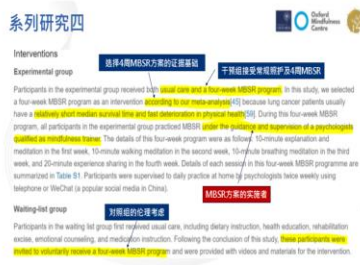 系列研究四
Oxford
Mindfulness
Centre
Interventions
选择4周MBSR方案的证据基础
干预组接受常规照护及4周MBSR
Experimental group
Participants in the experimental group received both usual care and a four-week MBSR program. In this study, we selected
a four-week MBSR program as an intervention according to our meta-analysis[45] because lung cancer patients usually
have a relatively short median survival time and fast deterioration in physical health[59]. During this four-week MBSR
program, all participants in the experimental group practiced MBSR under the guidance and supervision of a psychologists
qualified as mindfulness trainer. The details of this four-week program were as follows: 10-minute explanation and
meditation in the first week, 10-minute walking meditation in the second week, 10-minute breathing meditation in the third
week, and 20-minute experience sharing in the fourth week. Details of each session in this four-week MBSR programme are
summarized in Table S1. Participants were supervised to daily practice at home by psychologists twice weekly using
telephone or WeChat (a popular social media in China).
MBSR方案的实施者
Waiting-list group
对照组的伦理考虑
Participants in the waiting list group first received usual care, including dietary instruction, health education, rehabilitation
excise, emotional counseling, and medication instruction. Following the conclusion of this study, these participants were
invited to voluntarily receive a four-week MBSR program and were provided with videos and materials for the intervention.